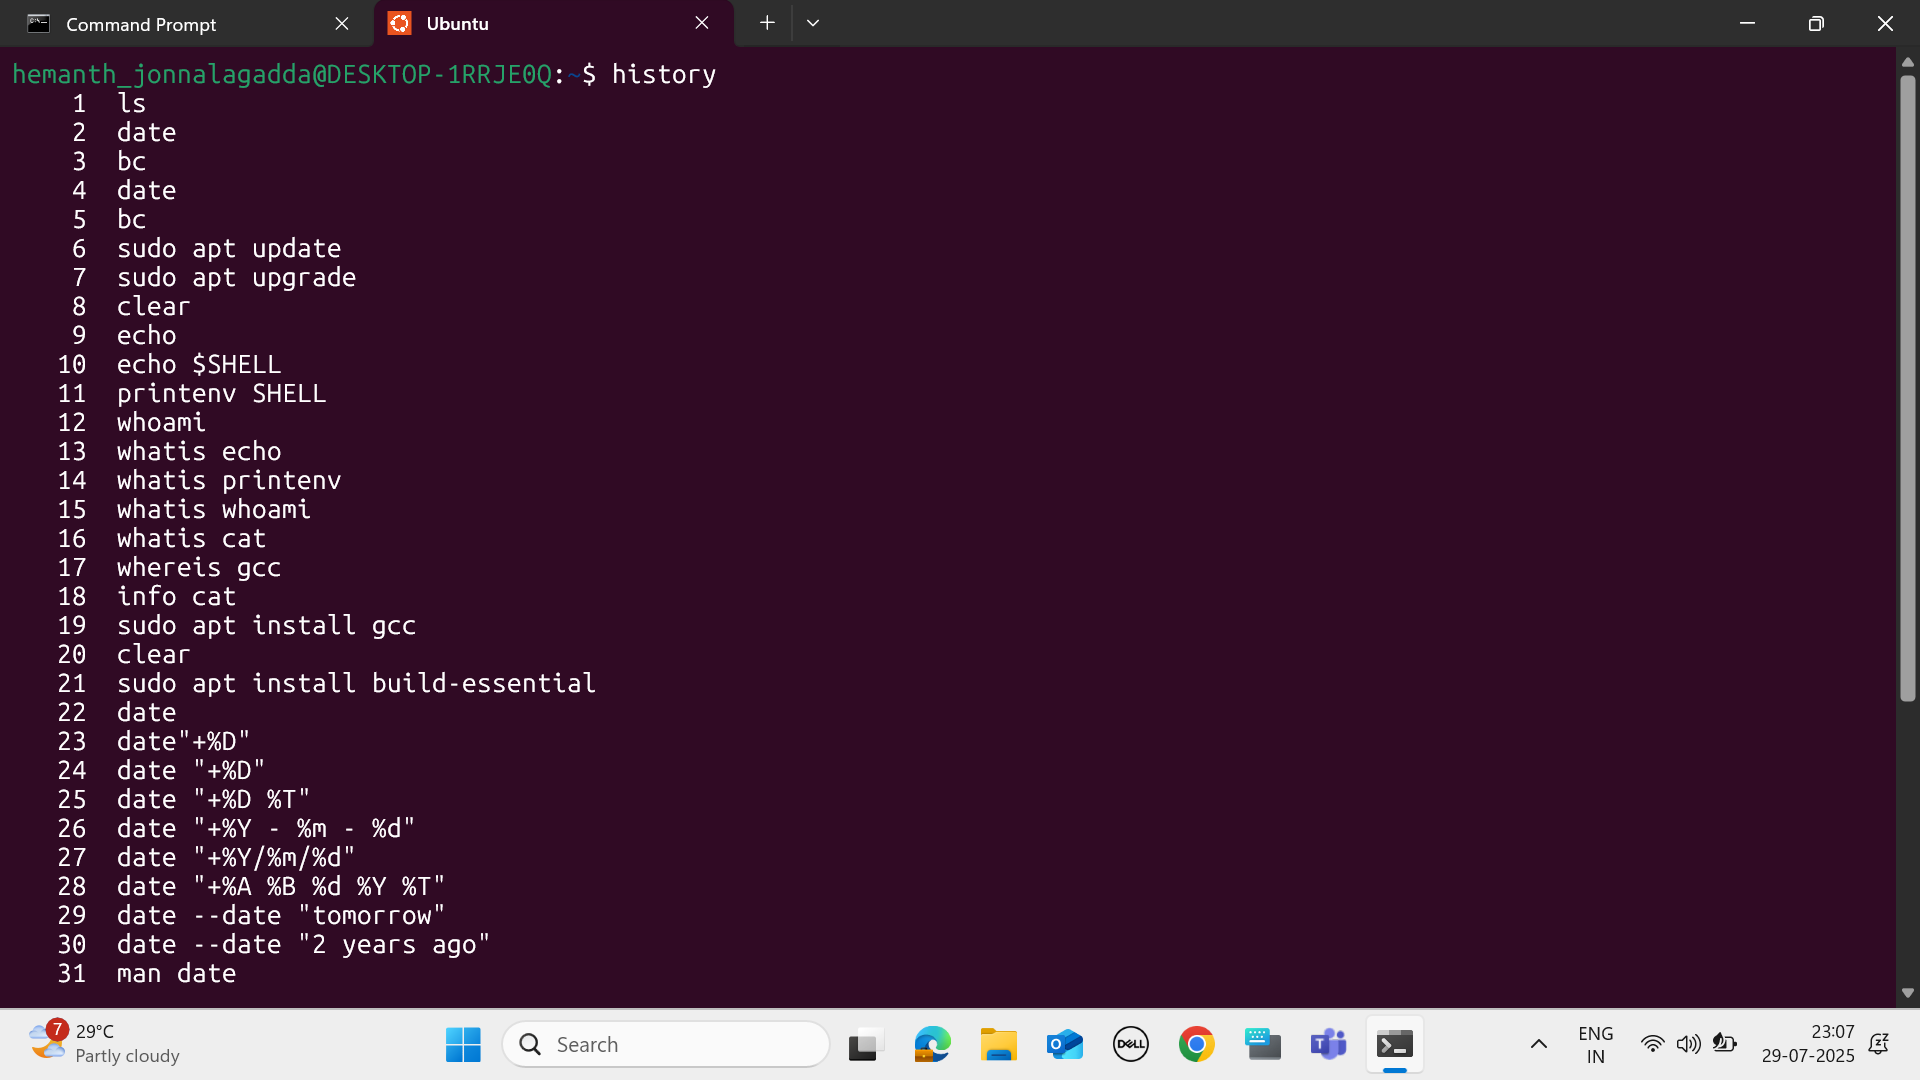 Command Prompt
Ubuntu
hemanth_jonnalagadda@DESKTOP-1RRJE0Q:~$ history
1 ls
2 date
3 bc
4 date
5 bc
6 sudo apt update
7 sudo apt upgrade
8 clear
9 echo
10 echo $SHELL
11 printenv SHELL
12 whoami
13 whatis echo
14 whatis printenv
15 whatis whoami
16 whatis cat
17 whereis gcc
18 info cat
19 sudo apt install gcc
20 clear
21 sudo apt install build-essential
22 date
23 date"+%D"
24 date "+%D"
25 date "+%D %T"
26 date "+%Y - %m - %d"
27 date "+%Y/%m/%d"
28 date "+%A %B %d %Y %T"
29 date --date "tomorrow"
30 date --date "2 years ago"
31 man date
7
29°C
Partly cloudy
Search
DELL
ENG
IN
23:07
29-07-2025